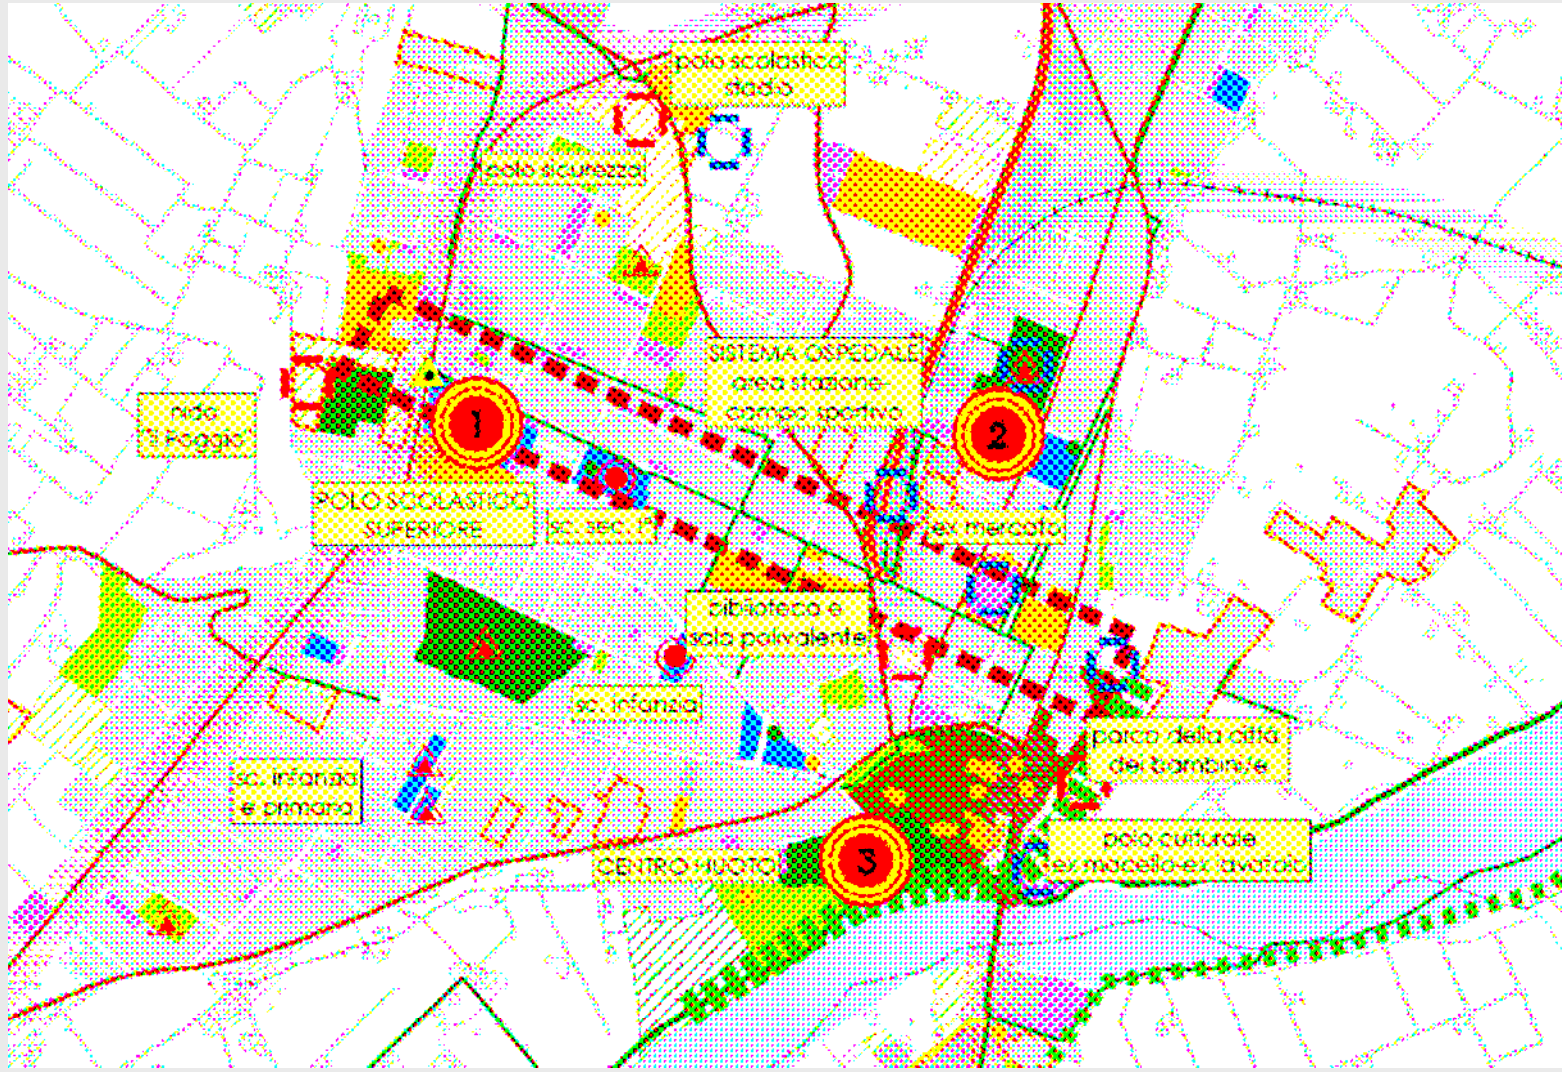 polo scolastico
stadio
polo sicurezza
SISTEMA OSPEDALE
area stazione-
campo sportivo
nido
"Il Poggio"
1
2
POLO SCOLASTICO
SUPERIORE
sc. sec. 1°
ex mercato
biblioteca e
sala polivalente
sc. infanzia
parco della città
dei bambini/e
sc. infanzia
e primaria
polo culturale
ex macello-ex lavatoio
CENTRO NUOTO
3